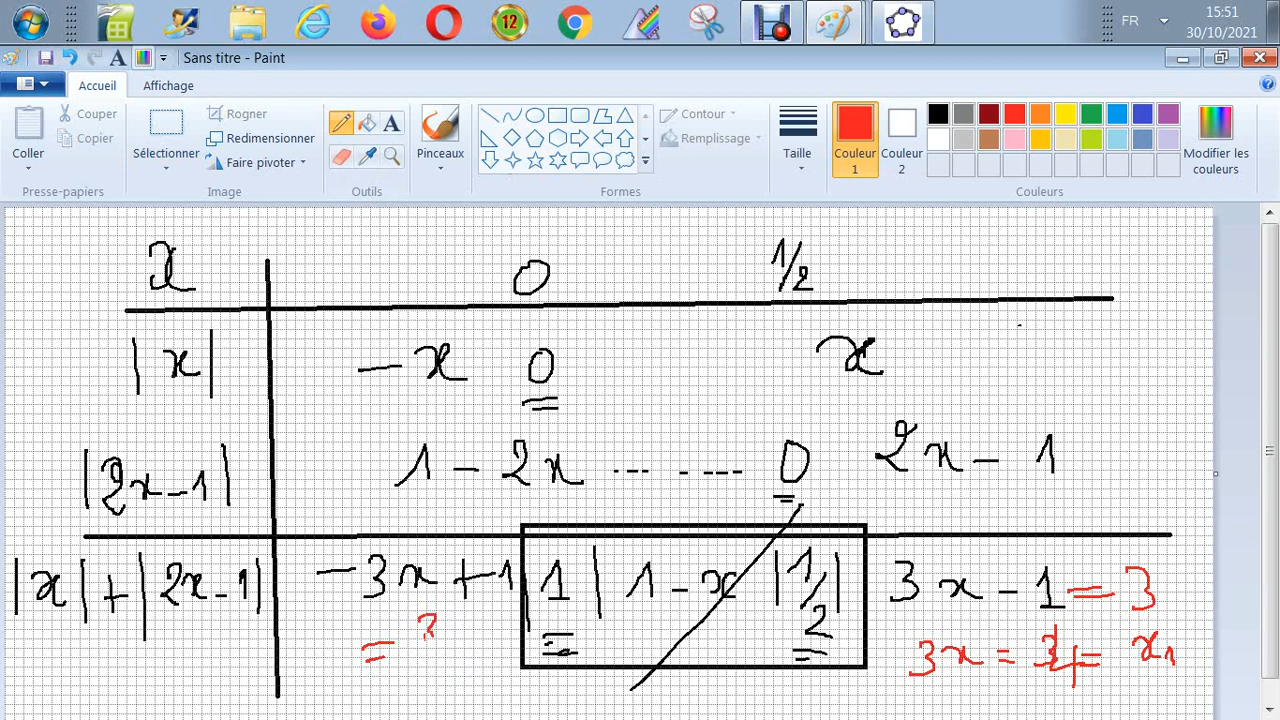 12
FR
15:51
30/10/2021
Sans titre - Paint
Accueil
Affichage
Coller
Couper
Copier
Presse-papiers
Sélectionner
Rogner
Redimensionner
Faire pivoter
Image
A
Outils
Pinceaux
Contour
Remplissage
Formes
Taille
Couleur 1
Couleur 2
Modifier les couleurs
Couleurs
x 0 1/2
|x| -x 0 x
|2x-1| 1-2x ... .... 0 2x-1
|x|+|2x-1| -3x+1 | 1 | 1-x | 1/2 | 3x-1=3
= 3
3x = = x1